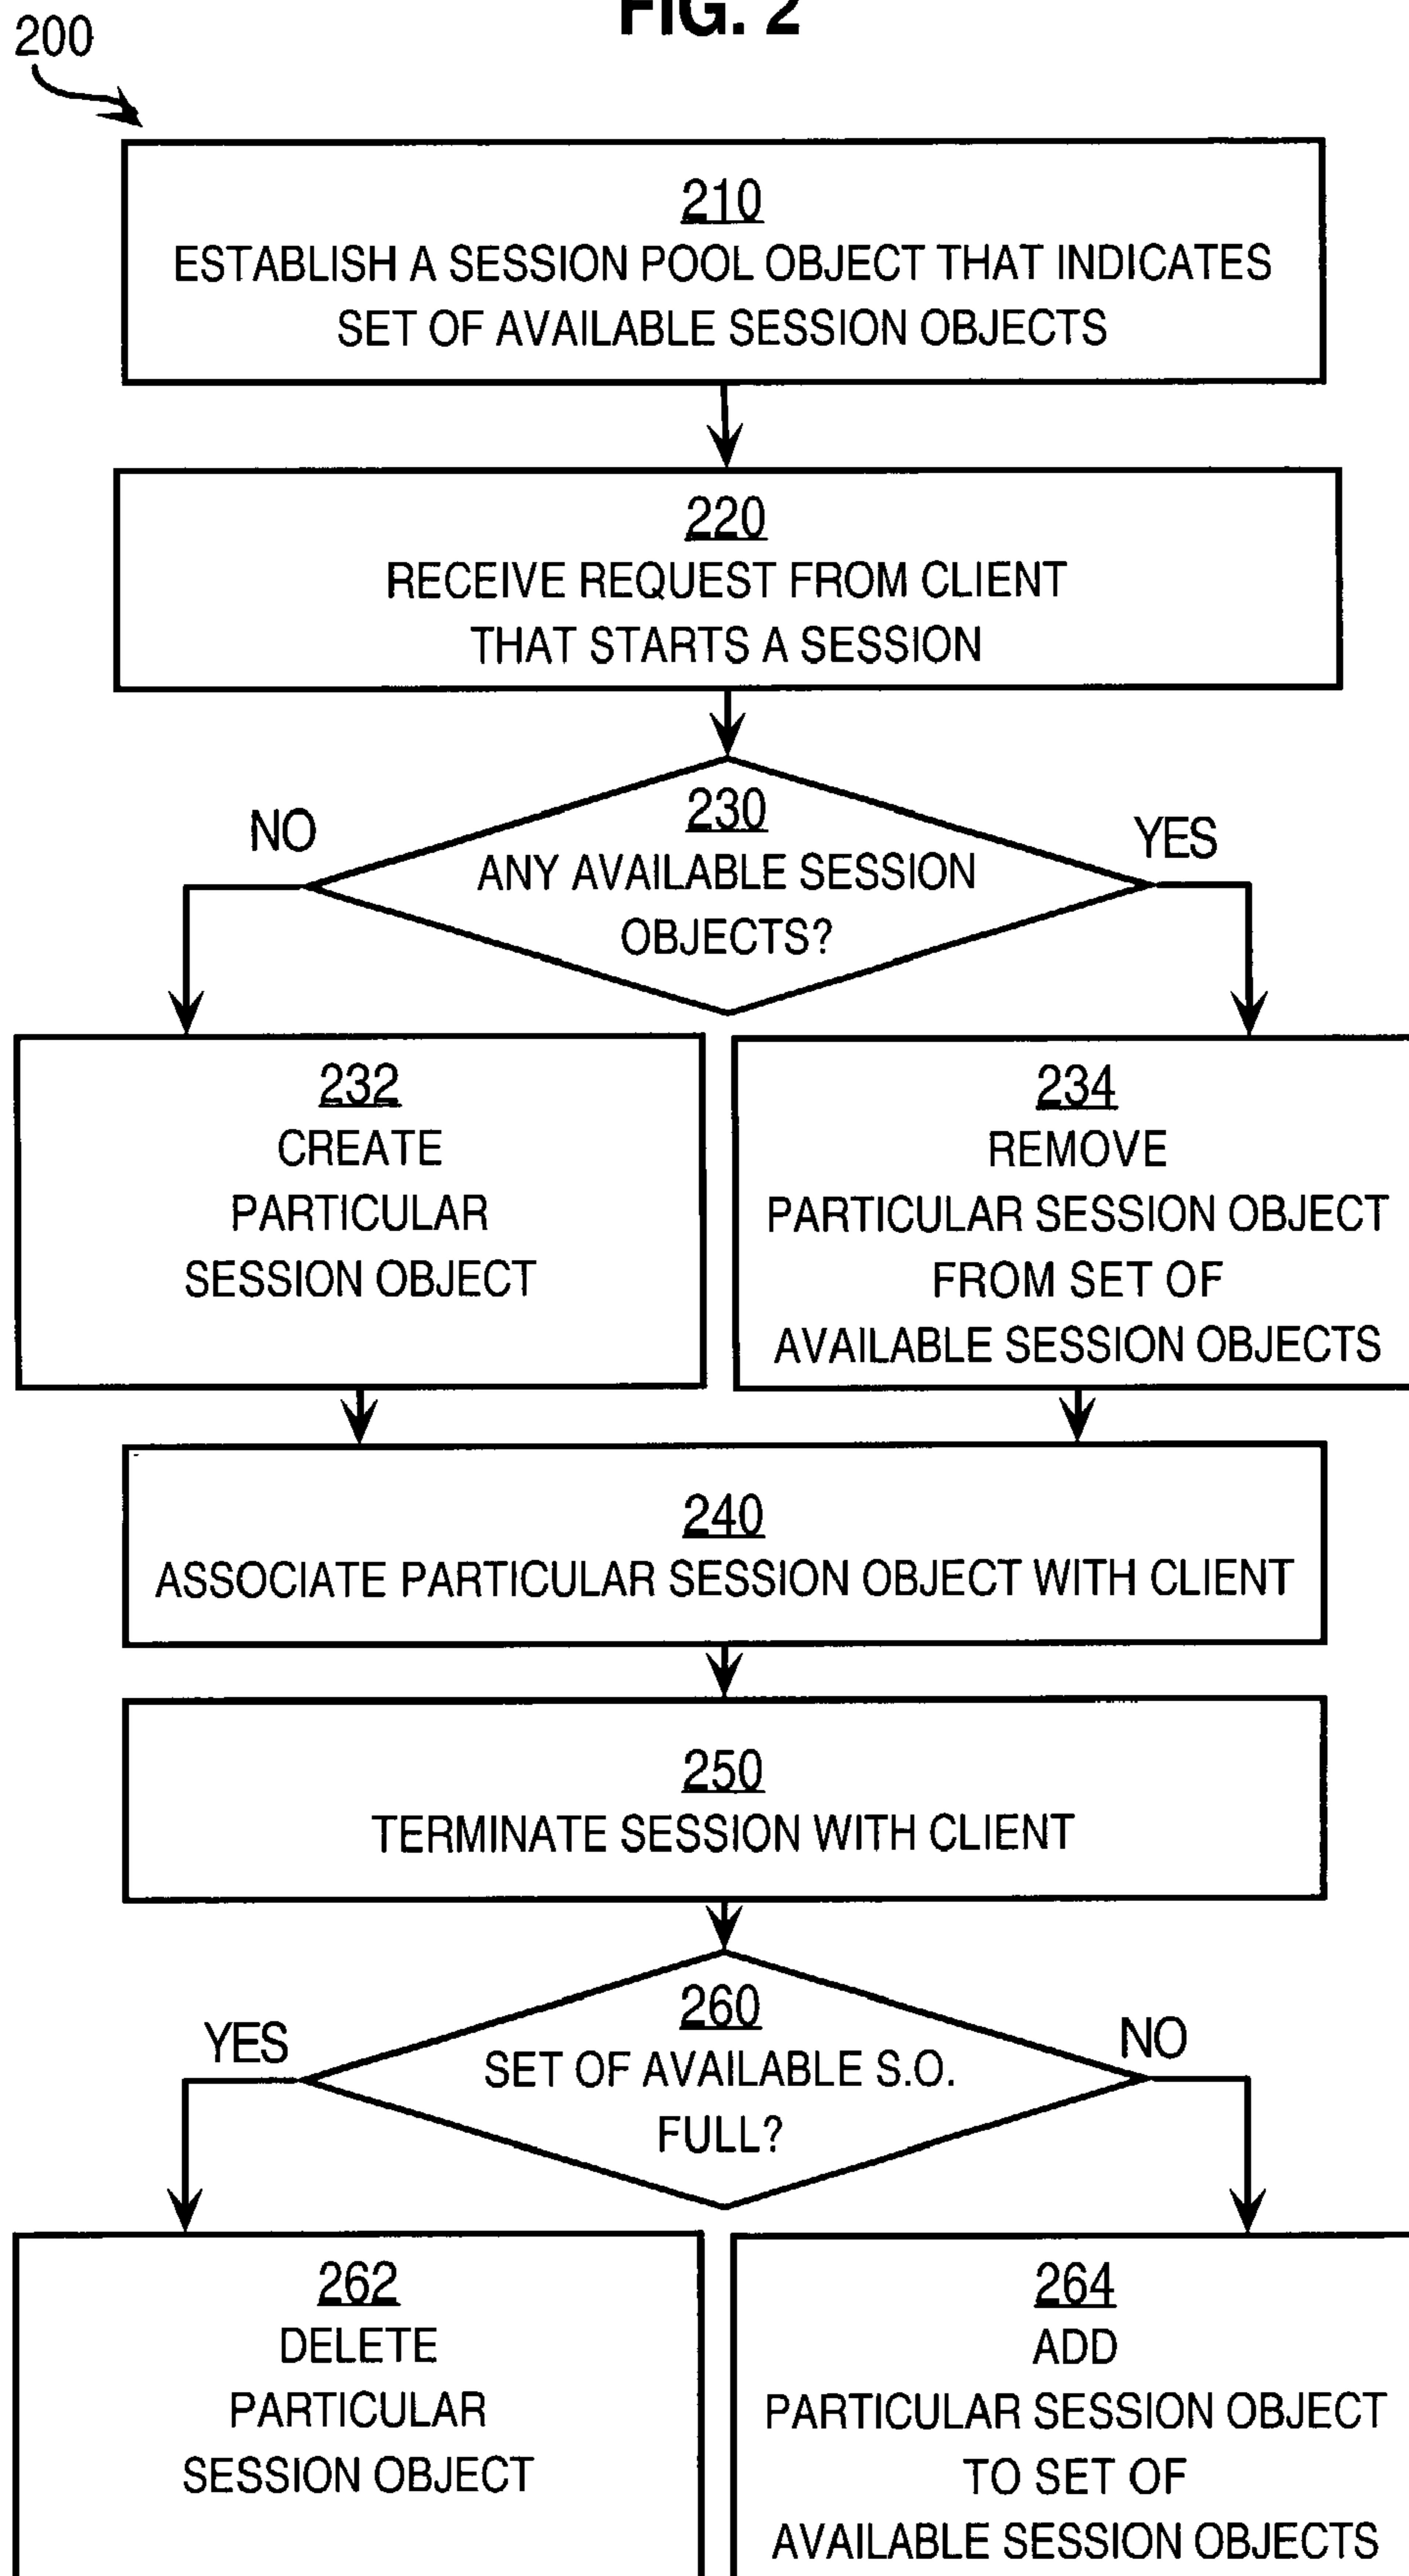 FIG. 2
200
210
ESTABLISH A SESSION POOL OBJECT THAT INDICATES
SET OF AVAILABLE SESSION OBJECTS
220
RECEIVE REQUEST FROM CLIENT
THAT STARTS A SESSION
230
ANY AVAILABLE SESSION
OBJECTS?
NO
YES
232
CREATE
PARTICULAR
SESSION OBJECT
234
REMOVE
PARTICULAR SESSION OBJECT
FROM SET OF
AVAILABLE SESSION OBJECTS
240
ASSOCIATE PARTICULAR SESSION OBJECT WITH CLIENT
250
TERMINATE SESSION WITH CLIENT
260
SET OF AVAILABLE S.O.
FULL?
YES
NO
262
DELETE
PARTICULAR
SESSION OBJECT
264
ADD
PARTICULAR SESSION OBJECT
TO SET OF
AVAILABLE SESSION OBJECTS